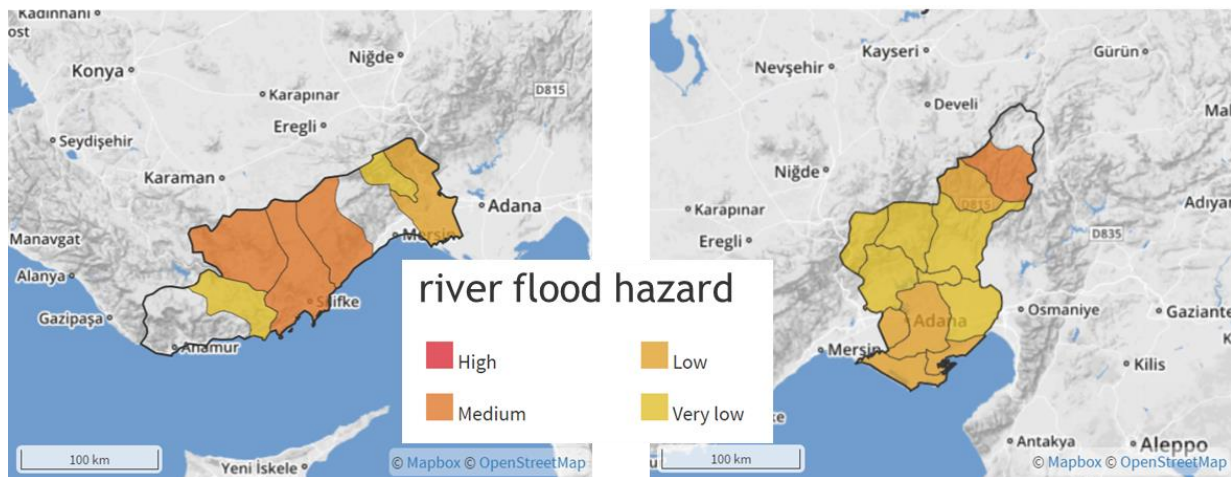 Kadınhanı
ost
Konya
Niğde
Karapınar
D815
Eregli
Seydişehir
Karaman
Adana
Manavgat
Mersin
Alanya
Silifke
Gazipaşa
Anamur
100 km
Yeni İskele
© Mapbox © OpenStreetMap
river flood hazard
High
Low
Medium
Very low
Kayseri
Gürün
Nevşehir
Develi
Niğde
D815
Karapınar
Eregli
D835
Adana
Osmaniye
Mersin
Kilis
Antakya
Aleppo
100 km
© Mapbox © OpenStreetMap